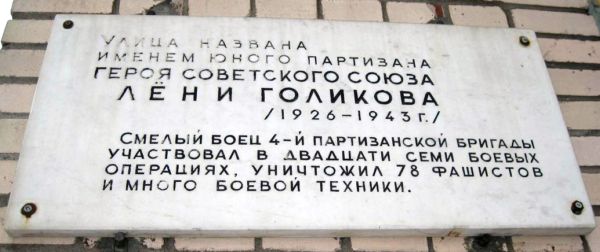 УЛИЦА НАЗВАНА
ИМЕНЕМ ЮНОГО ПАРТИЗАНА
ГЕРОЯ СОВЕТСКОГО СОЮЗА
ЛЁНИ ГОЛИКОВА
/1926-1943 г./
СМЕЛЫЙ БОЕЦ 4-Й ПАРТИЗАНСКОЙ БРИГАДЫ
УЧАСТВОВАЛ В ДВАДЦАТИ СЕМИ БОЕВЫХ
ОПЕРАЦИЯХ, УНИЧТОЖИЛ 78 ФАШИСТОВ
И МНОГО БОЕВОЙ ТЕХНИКИ.